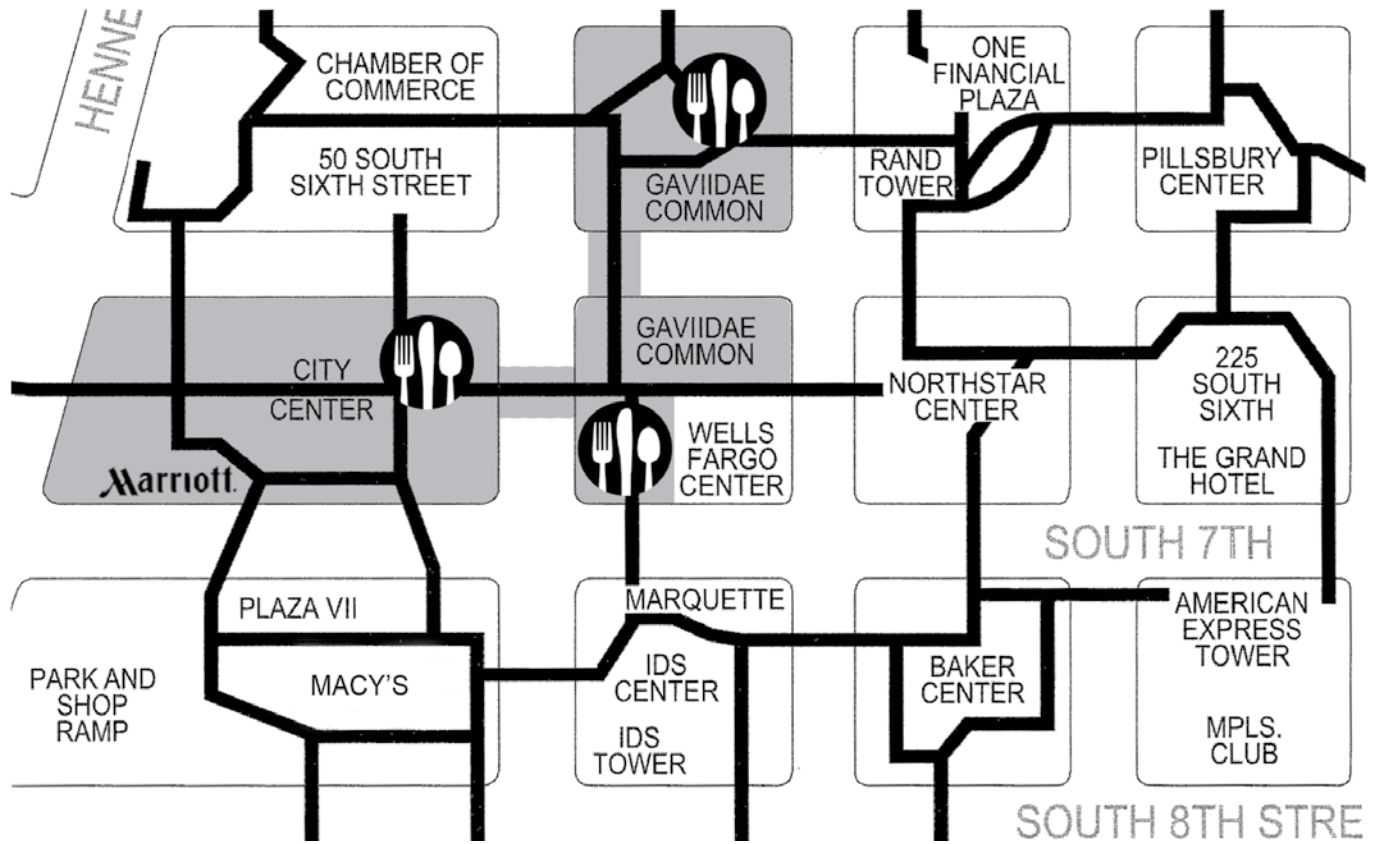 HENNE
CHAMBER OF
COMMERCE
50 SOUTH
SIXTH STREET
GAVIIDAE
COMMON
ONE
FINANCIAL
PLAZA
RAND
TOWER
PILLSBURY
CENTER
CITY
CENTER
Marriott.
GAVIIDAE
COMMON
WELLS
FARGO
CENTER
NORTHSTAR
CENTER
225
SOUTH
SIXTH
THE GRAND
HOTEL
SOUTH 7TH
PLAZA VII
PARK AND
SHOP
RAMP
MACY'S
MARQUETTE
IDS
CENTER
IDS
TOWER
BAKER
CENTER
AMERICAN
EXPRESS
TOWER
MPLS.
CLUB
SOUTH 8TH STRE